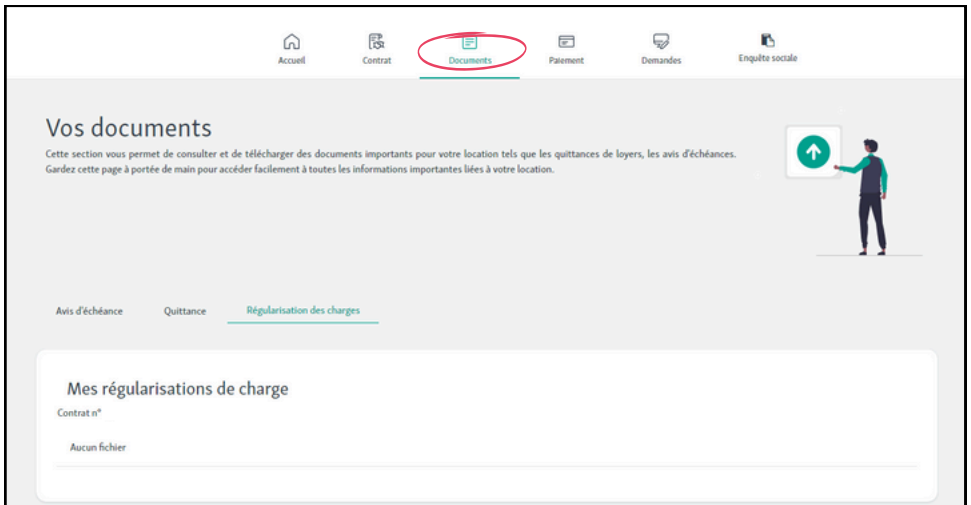 Accueil Contrat Documents Paiement Demandes Enquête sociale
Vos documents
Cette section vous permet de consulter et de télécharger des documents importants pour votre location tels que les quittances de loyers, les avis d'échéances.
Gardez cette page à portée de main pour accéder facilement à toutes les informations importantes liées à votre location.
Avis d'échéance Quittance Régularisation des charges
Mes régularisations de charge
Contrat n°
Aucun fichier